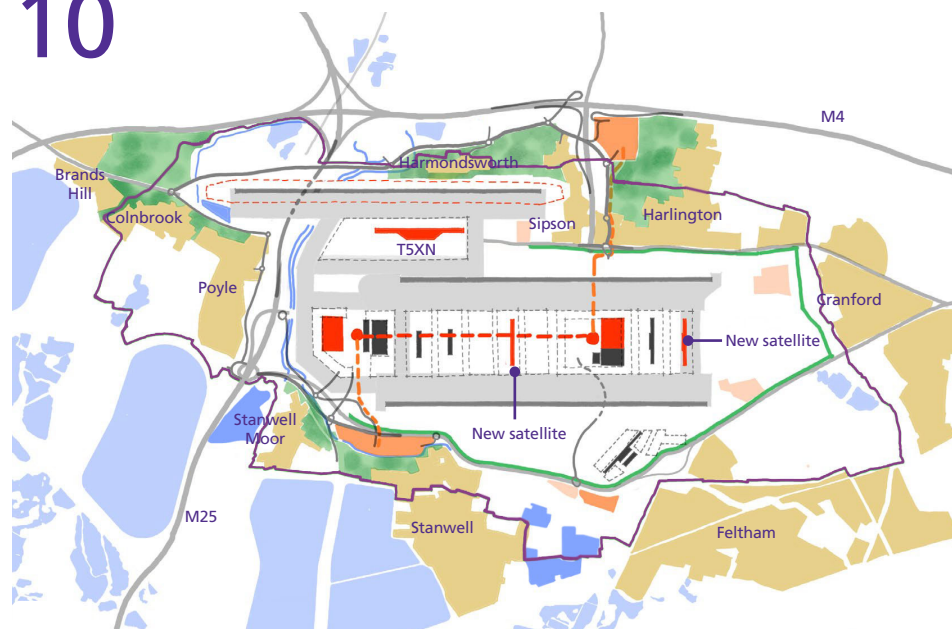 10
M4
Harmondsworth
Brands
Hill
Colnbrook
Sipson
Harlington
T5XN
Poyle
Cranford
New satellite
New satellite
Stanwell
Moor
M25
Stanwell
Feltham